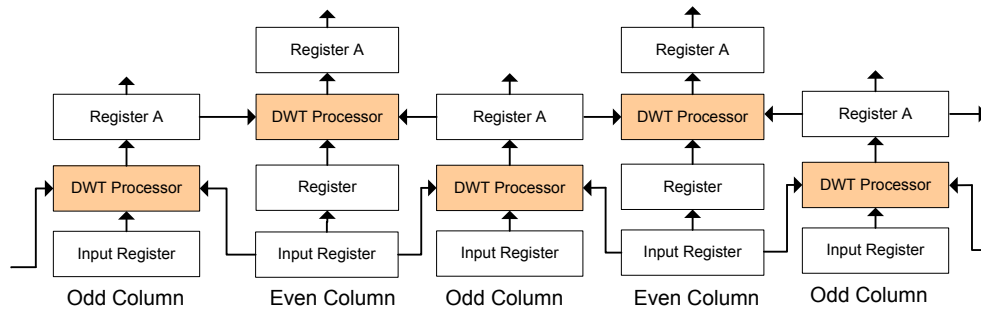 Register A
Register A
Register A
DWT Processor
Register A
DWT Processor
Register A
DWT Processor
Register
DWT Processor
Register
DWT Processor
Input Register
Input Register
Input Register
Input Register
Input Register
Odd Column
Even Column
Odd Column
Even Column
Odd Column